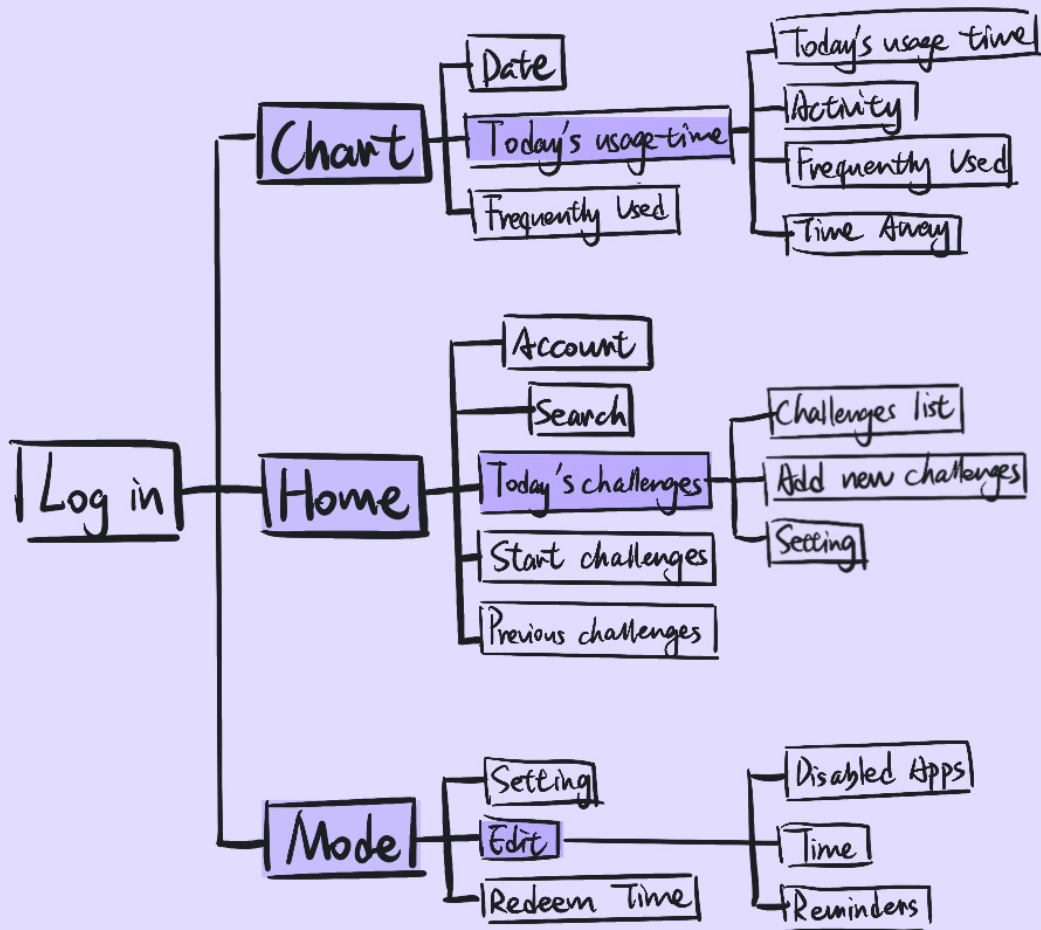 Log in
Chart
Date
Today's usage-time
Today's usage time
Activity
Frequently Used
Time Away
Frequently Used
Home
Account
Search
Today's challenges
Challenges list
Add new challenges
Setting
Start challenges
Previous challenges
Mode
Setting
Edit
Disabled Apps
Time
Reminders
Redeem Time